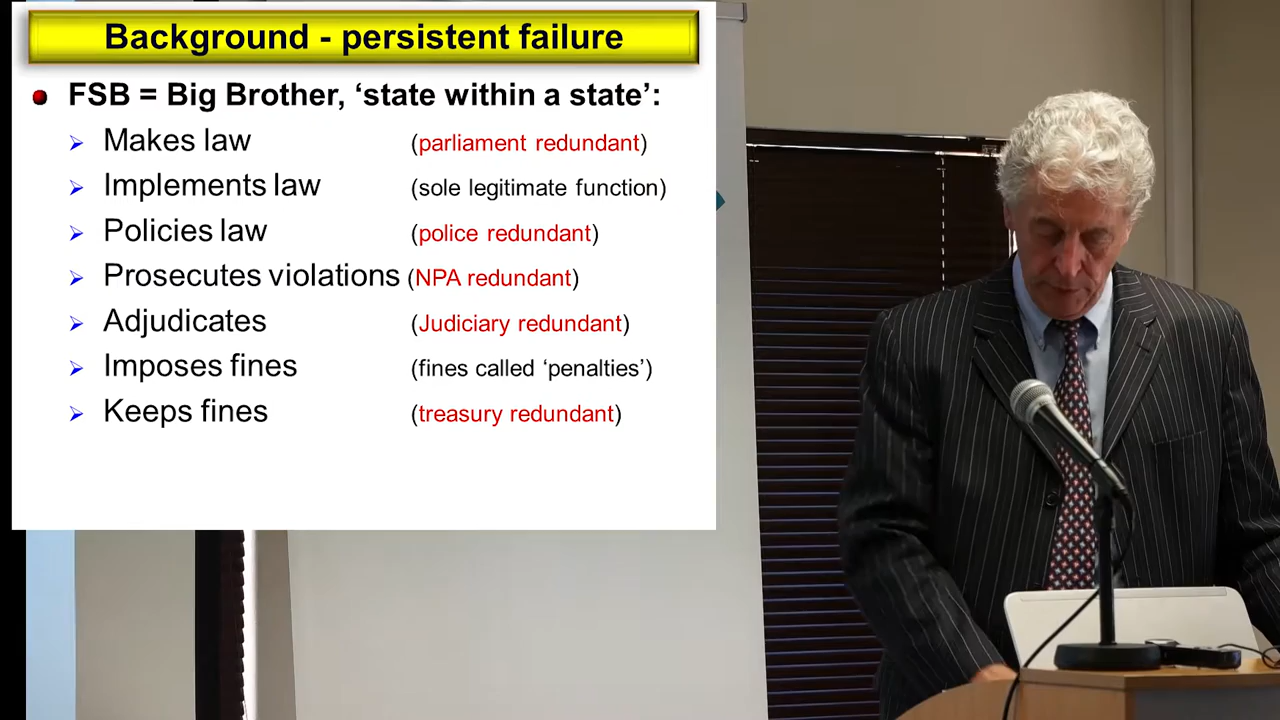 Background - persistent failure
FSB = Big Brother, ‘state within a state’:
Makes law (parliament redundant)
Implements law (sole legitimate function)
Policies law (police redundant)
Prosecutes violations (NPA redundant)
Adjudicates (Judiciary redundant)
Imposes fines (fines called ‘penalties’)
Keeps fines (treasury redundant)